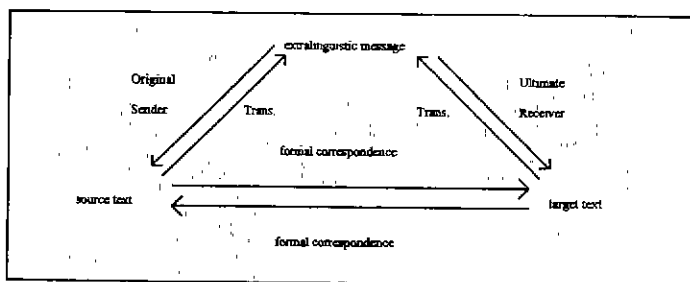 extralinguistic message
Original
Ultimate
Sender
Trans.
Trans.
Receiver
formal correspondence
source text
target text
formal correspondence